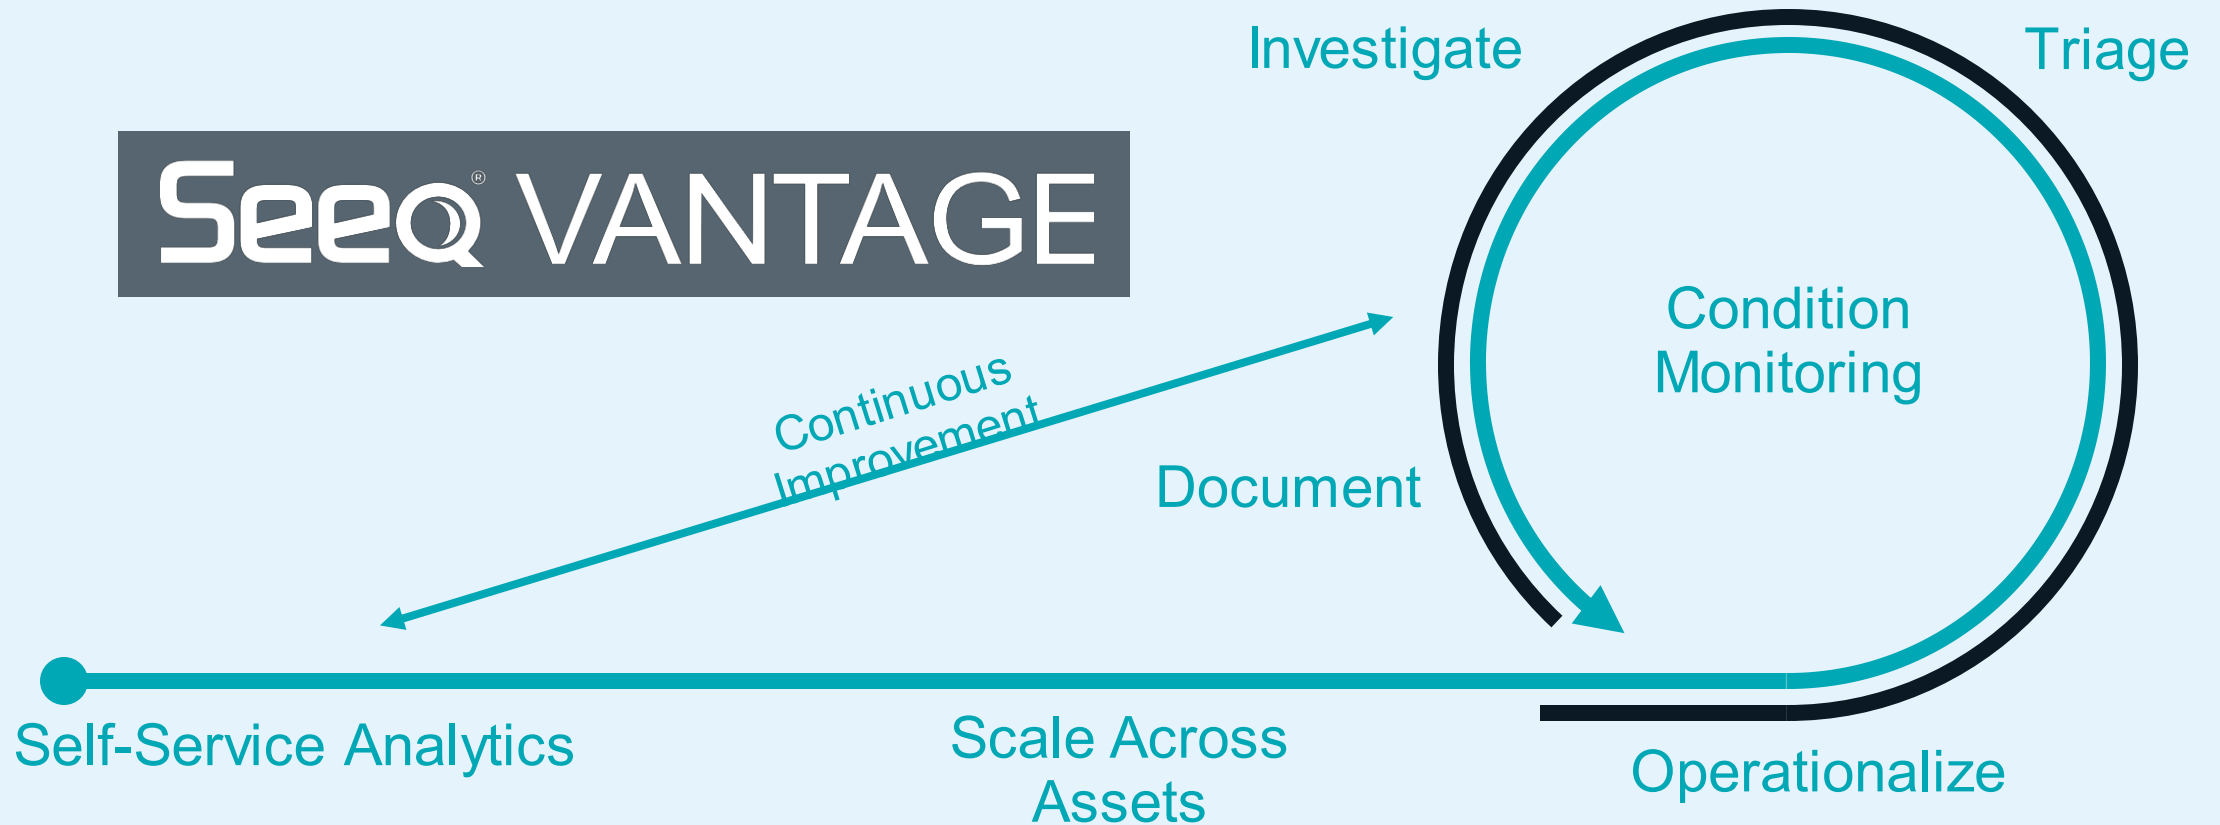 Investigate
Triage
Seeq® VANTAGE
Condition
Monitoring
Continuous
Improvement
Document
Self-Service Analytics
Scale Across
Assets
Operationalize